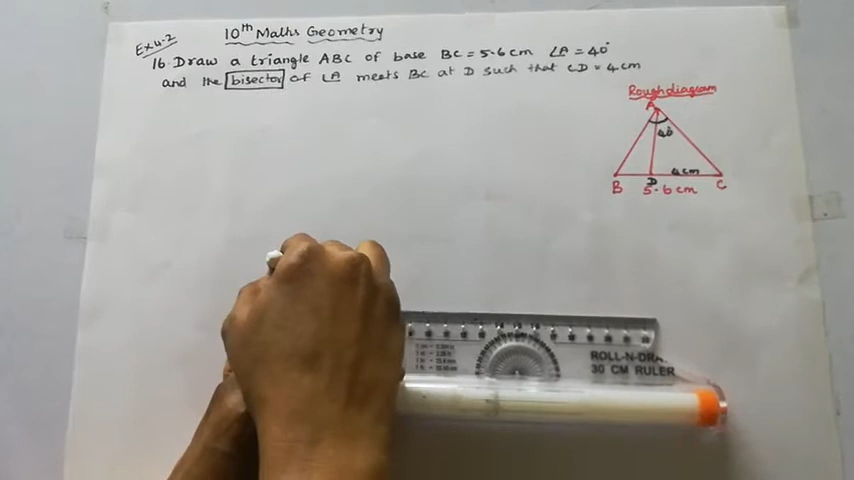 10th Maths Geometry
Ex 4.2
16. Draw a triangle ABC of base BC = 5.6 cm ∠A = 40°
and the bisector of ∠A meets BC at D such that CD = 4 cm
Rough diagram
A
40
4 cm
B D C
5.6 cm
ROLL-N-DRAW
30 CM RULER